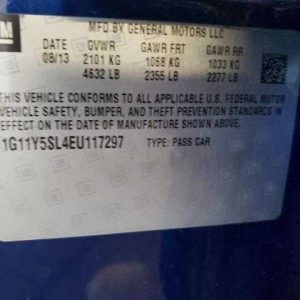 GM
MFD BY GENERAL MOTORS LLC
DATE GVWR GAWR FRT GAWR RR
08/13 2101 KG 1068 KG 1033 KG
4632 LB 2355 LB 2277 LB
THIS VEHICLE CONFORMS TO ALL APPLICABLE U.S. FEDERAL MOTOR
VEHICLE SAFETY, BUMPER, AND THEFT PREVENTION STANDARDS IN
EFFECT ON THE DATE OF MANUFACTURE SHOWN ABOVE.
1G11Y5SL4EU117297 TYPE: PASS CAR